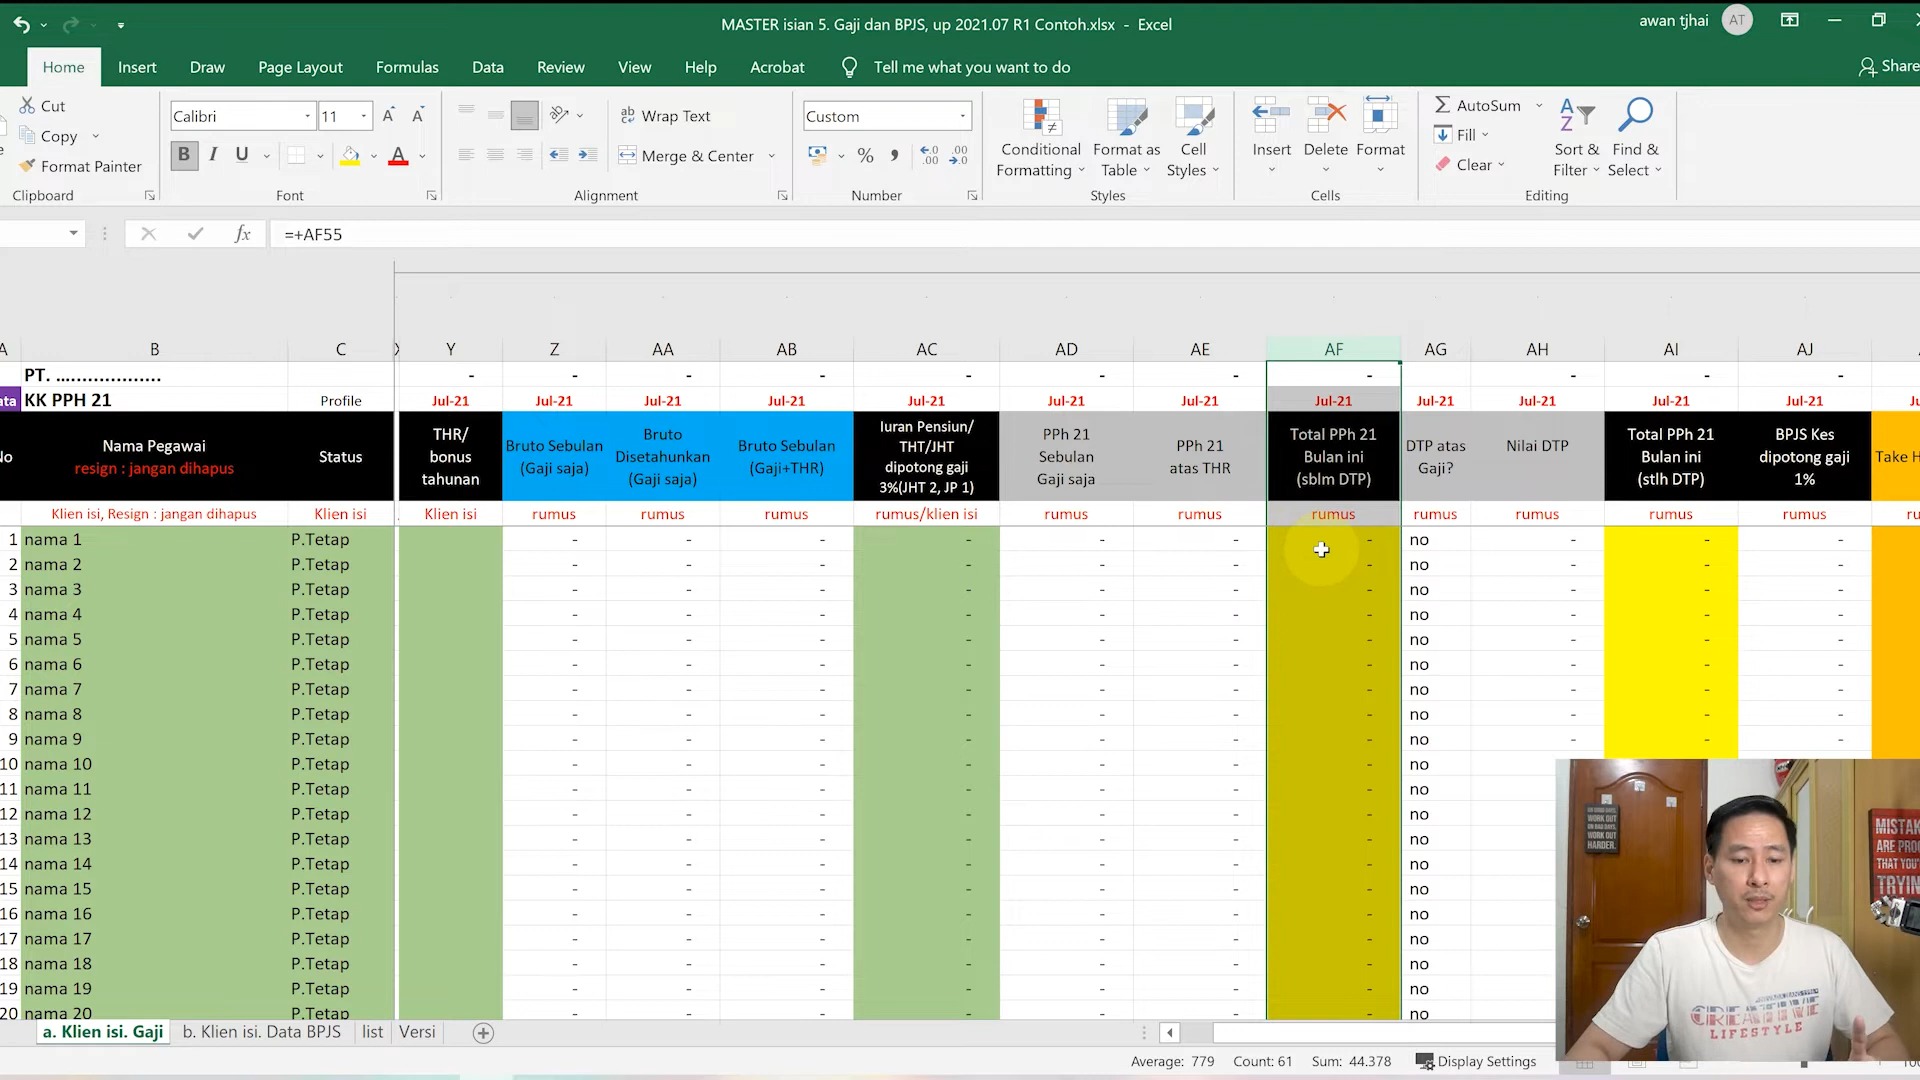 MASTER isian 5. Gaji dan BPJS, up 2021.07 R1 Contoh.xlsx - Excel
awan tjhai
AT
Home Insert Draw Page Layout Formulas Data Review View Help Acrobat Tell me what you want to do
Share
Cut
Copy
Format Painter
Clipboard
Calibri 11
B I U
Font
Wrap Text
Merge & Center
Alignment
Custom
%
Number
Conditional Formatting
Format as Table
Cell Styles
Styles
Insert Delete Format
Cells
AutoSum
Fill
Clear
Sort & Filter
Find & Select
Editing
fx =+AF55
A B C Y Z AA AB AC AD AE AF AG AH AI AJ
PT. .................. - - - - - - - - - - -
KK PPH 21 Profile Jul-21 Jul-21 Jul-21 Jul-21 Jul-21 Jul-21 Jul-21 Jul-21 Jul-21 Jul-21 Jul-21 Jul-21
Nama Pegawai
resign : jangan dihapus
Status
THR/
bonus
tahunan
Bruto Sebulan
(Gaji saja)
Bruto
Disetahunkan
(Gaji saja)
Bruto Sebulan
(Gaji+THR)
Iuran Pensiun/
THT/JHT
dipotong gaji
3%(JHT 2, JP 1)
PPh 21
Sebulan
Gaji saja
PPh 21
atas THR
Total PPh 21
Bulan ini
(sblm DTP)
DTP atas
Gaji?
Nilai DTP
Total PPh 21
Bulan ini
(stlh DTP)
BPJS Kes
dipotong gaji
1%
Take
Klien isi, Resign : jangan dihapus Klien isi Klien isi rumus rumus rumus rumus/klien isi rumus rumus rumus rumus rumus rumus rumus
1 nama 1 P.Tetap - - - - - - - no - - -
2 nama 2 P.Tetap - - - - - - - no - - -
3 nama 3 P.Tetap - - - - - - - no - - -
4 nama 4 P.Tetap - - - - - - - no - - -
5 nama 5 P.Tetap - - - - - - - no - - -
6 nama 6 P.Tetap - - - - - - - no - - -
7 nama 7 P.Tetap - - - - - - - no - - -
8 nama 8 P.Tetap - - - - - - - no - - -
9 nama 9 P.Tetap - - - - - - - no - - -
10 nama 10 P.Tetap - - - - - - - no
11 nama 11 P.Tetap - - - - - - - no
12 nama 12 P.Tetap - - - - - - - no
13 nama 13 P.Tetap - - - - - - - no
14 nama 14 P.Tetap - - - - - - - no
15 nama 15 P.Tetap - - - - - - - no
16 nama 16 P.Tetap - - - - - - - no
17 nama 17 P.Tetap - - - - - - - no
18 nama 18 P.Tetap - - - - - - - no
19 nama 19 P.Tetap - - - - - - - no
20 nama 20 P.Tetap - - - - - - - no
a. Klien isi. Gaji b. Klien isi. Data BPJS list Versi
Average: 779 Count: 61 Sum: 44.378 Display Settings
WORK OUT
HARDER.
ARE
THAT YOU'
TRYIN
CREATIVE
LIFESTYLE